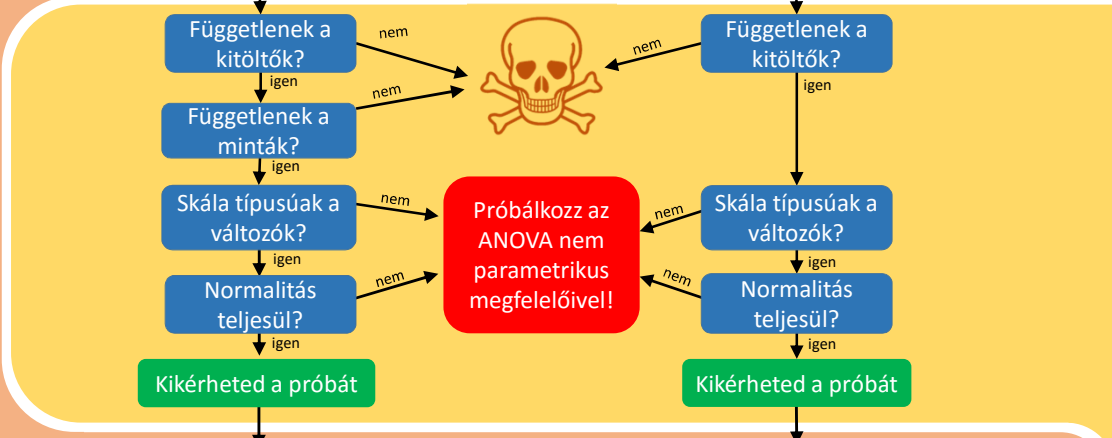 Függetlenek a
kitöltők?
nem
igen
Függetlenek a
minták?
nem
igen
Skála típusúak a
változók?
nem
igen
Normalitás
teljesül?
nem
igen
Kikérheted a próbát
Próbálkozz az
ANOVA nem
parametrikus
megfelelőivel!
Függetlenek a
kitöltők?
nem
igen
Skála típusúak a
változók?
nem
igen
Normalitás
teljesül?
nem
igen
Kikérheted a próbát